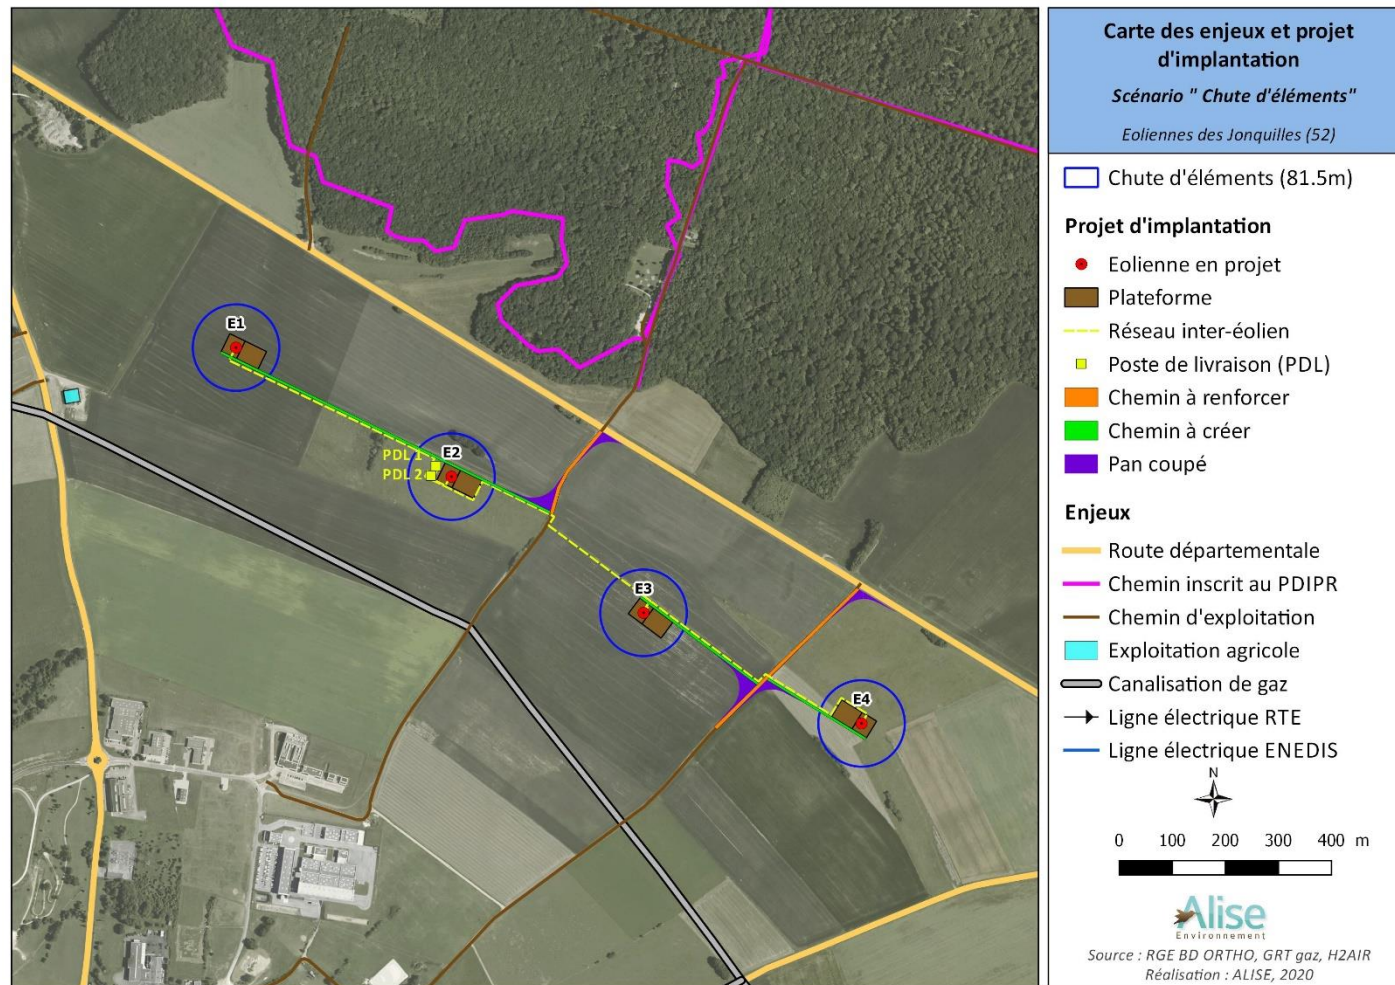 Carte des enjeux et projet
d'implantation
Scénario " Chute d'éléments"
Eoliennes des Jonquilles (52)
Chute d'éléments (81.5m)
Projet d'implantation
Eolienne en projet
Plateforme
Réseau inter-éolien
Poste de livraison (PDL)
Chemin à renforcer
Chemin à créer
Pan coupé
Enjeux
Route départementale
Chemin inscrit au PDIPR
Chemin d'exploitation
Exploitation agricole
Canalisation de gaz
Ligne électrique RTE
Ligne électrique ENEDIS
N
0 100 200 300 400 m
Alise
Environnement
Source : RGE BD ORTHO, GRT gaz, H2AIR
Réalisation : ALISE, 2020
E1
E2
PDL 1
PDL 2
E3
E4